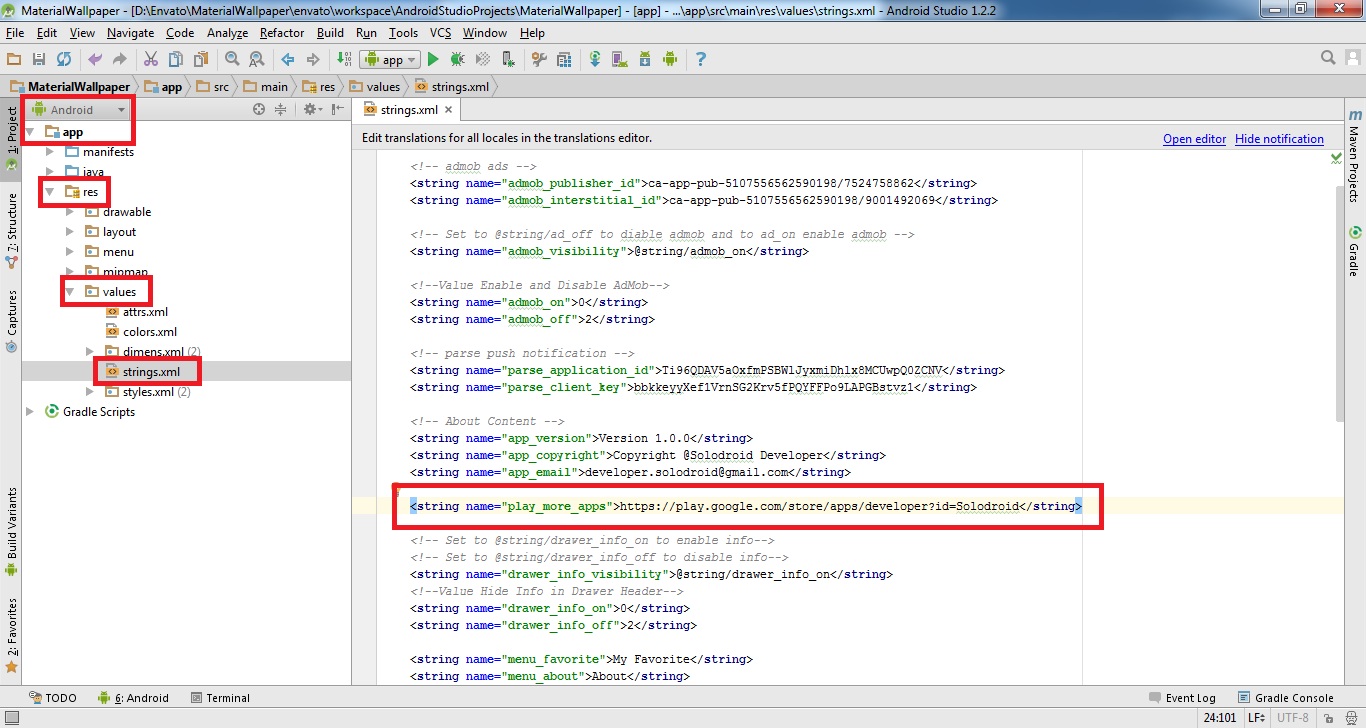 MaterialWallpaper - [D:\Envato\MaterialWallpaper\envato\workspace\AndroidStudioProjects\MaterialWallpaper] - [app] - ...\app\src\main\res\values\strings.xml - Android Studio 1.2.2
File Edit View Navigate Code Analyze Refactor Build Run Tools VCS Window Help
app
MaterialWallpaper app src main res values strings.xml
Android
strings.xml
app
manifests
java
res
drawable
layout
menu
mipmap
values
attrs.xml
colors.xml
dimens.xml (2)
strings.xml
styles.xml (2)
Gradle Scripts
1: Project
7: Structure
Captures
Build Variants
2: Favorites
Edit translations for all locales in the translations editor. Open editor Hide notification
<!-- admob ads -->
<string name="admob_publisher_id">ca-app-pub-5107556562590198/7524758862</string>
<string name="admob_interstitial_id">ca-app-pub-5107556562590198/9001492069</string>
<!-- Set to @string/ad_off to diable admob and to ad_on enable admob -->
<string name="admob_visibility">@string/admob_on</string>
<!--Value Enable and Disable AdMob-->
<string name="admob_on">0</string>
<string name="admob_off">2</string>
<!-- parse push notification -->
<string name="parse_application_id">Ti96QDAV5aOxfmPSBWlJyxmiDhlx8MCUwpQ0ZCNV</string>
<string name="parse_client_key">bbkkeyyXef1VrnSG2Krv5fPQYFFPo9LAPGBstvz1</string>
<!-- About Content -->
<string name="app_version">Version 1.0.0</string>
<string name="app_copyright">Copyright @Solodroid Developer</string>
<string name="app_email">developer.solodroid@gmail.com</string>
<string name="play_more_apps">https://play.google.com/store/apps/developer?id=Solodroid</string>
<!-- Set to @string/drawer_info_on to enable info-->
<!-- Set to @string/drawer_info_off to disable info-->
<string name="drawer_info_visibility">@string/drawer_info_on</string>
<!--Value Hide Info in Drawer Header-->
<string name="drawer_info_on">0</string>
<string name="drawer_info_off">2</string>
<string name="menu_favorite">My Favorite</string>
<string name="menu_about">About</string>
m Maven Projects
Gradle
TODO 6: Android Terminal Event Log Gradle Console
24:101 LF UTF-8